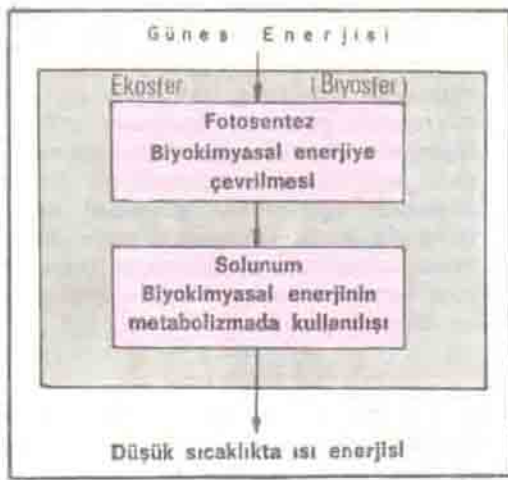 Güneş Enerjisi
Ekosfer (Biyosfer)
Fotosentez
Biyokimyasal enerjiye
çevrilmesi
Solunum
Biyokimyasal enerjinin
metabolizmada kullanılışı
Düşük sıcaklıkta ısı enerjisi